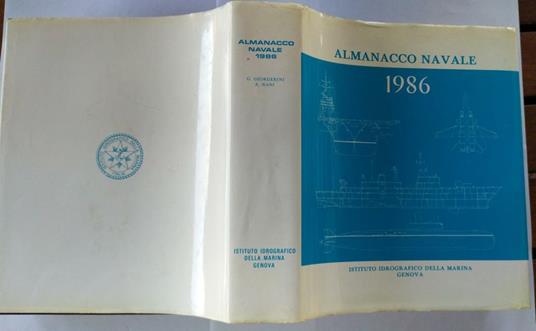 ALMANACCO
NAVALE
1986
G. GIORGERINI
A. NANI
ISTITUTO IDROGRAFICO
DELLA MARINA
GENOVA
ALMANACCO NAVALE
1986
ISTITUTO IDROGRAFICO DELLA MARINA
GENOVA